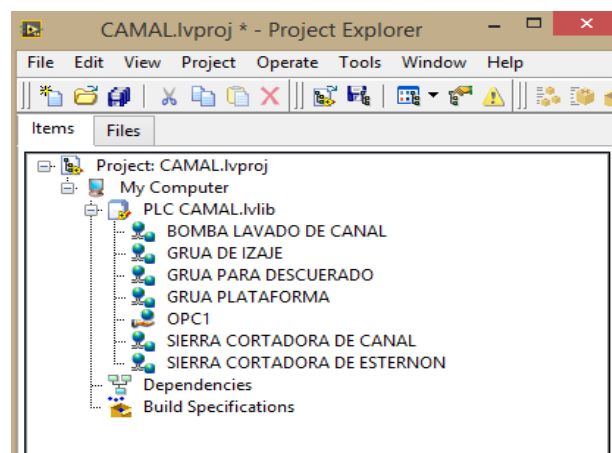 CAMAL.lvproj * - Project Explorer
File Edit View Project Operate Tools Window Help
Items Files
Project: CAMAL.lvproj
My Computer
PLC CAMAL.lvlib
BOMBA LAVADO DE CANAL
GRUA DE IZAJE
GRUA PARA DESCUERADO
GRUA PLATAFORMA
OPC1
SIERRA CORTADORA DE CANAL
SIERRA CORTADORA DE ESTERNON
Dependencies
Build Specifications